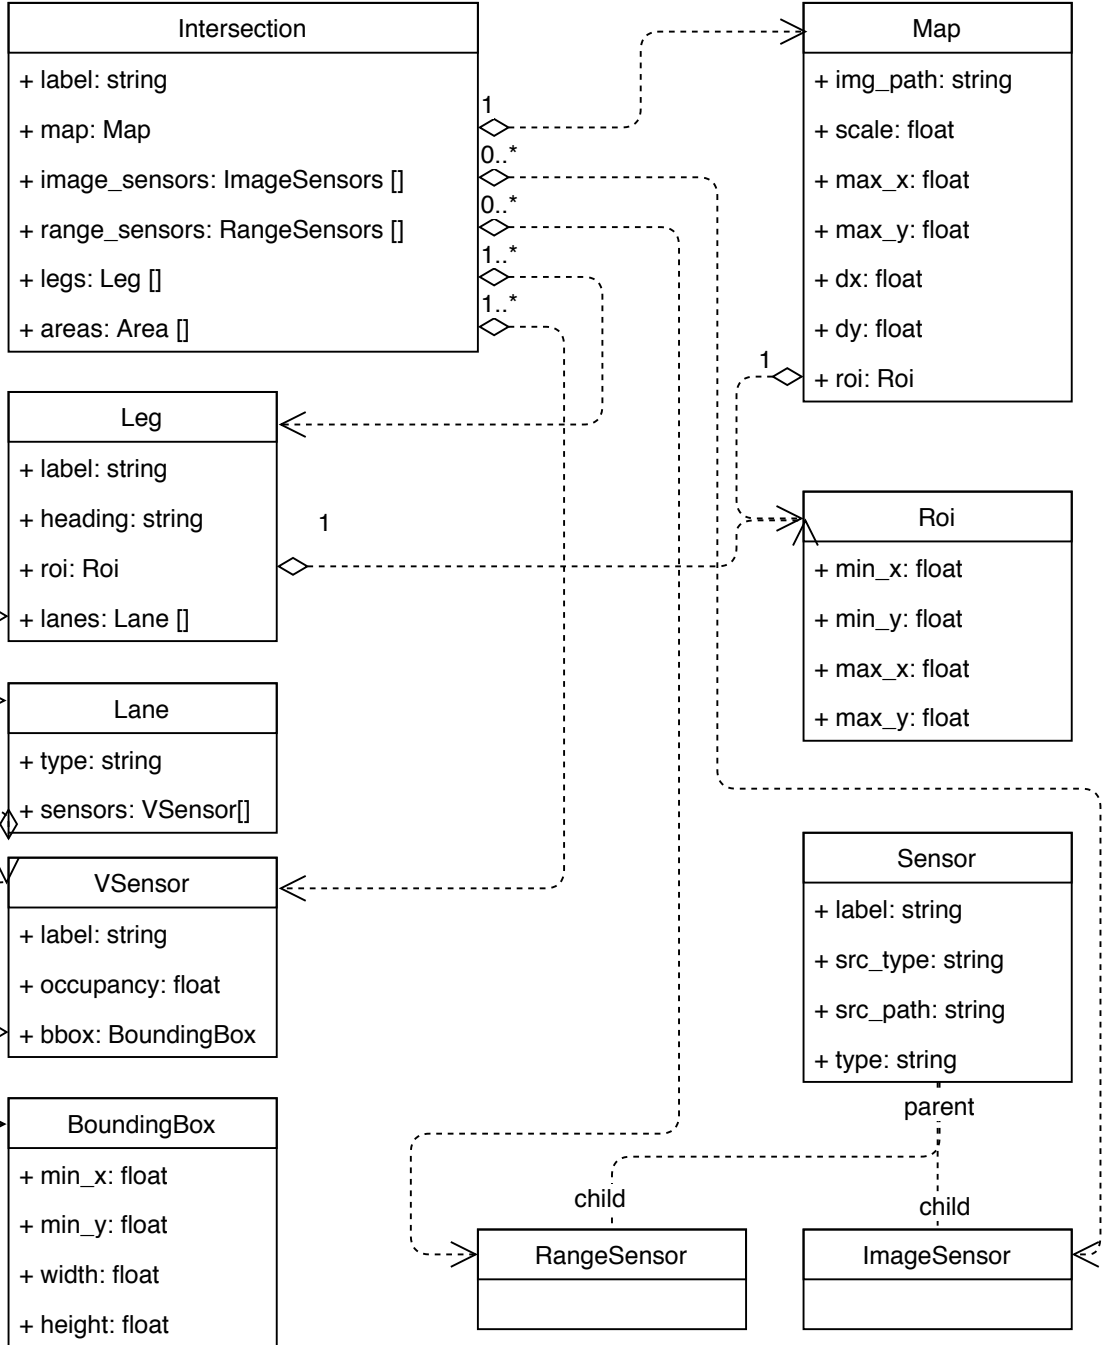 Intersection
+ label: string
+ map: Map
+ image_sensors: ImageSensors []
+ range_sensors: RangeSensors []
+ legs: Leg []
+ areas: Area []
1
0..*
0..*
1..*
1..*
Map
+ img_path: string
+ scale: float
+ max_x: float
+ max_y: float
+ dx: float
+ dy: float
+ roi: Roi
1
Leg
+ label: string
+ heading: string
+ roi: Roi
+ lanes: Lane []
1
Roi
+ min_x: float
+ min_y: float
+ max_x: float
+ max_y: float
Lane
+ type: string
+ sensors: VSensor[]
VSensor
+ label: string
+ occupancy: float
+ bbox: BoundingBox
Sensor
+ label: string
+ src_type: string
+ src_path: string
+ type: string
parent
child
child
BoundingBox
+ min_x: float
+ min_y: float
+ width: float
+ height: float
RangeSensor
ImageSensor